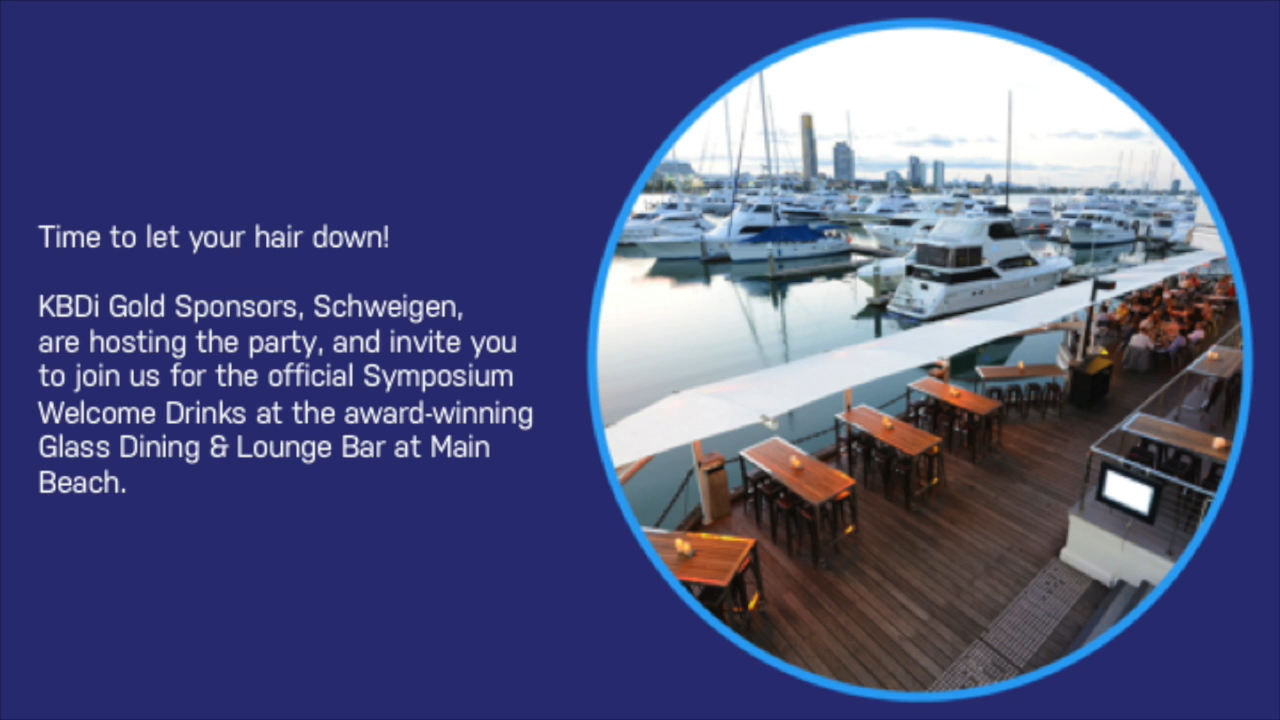 Time to let your hair down!
KBDi Gold Sponsors, Schweigen,
are hosting the party, and invite you
to join us for the official Symposium
Welcome Drinks at the award-winning
Glass Dining & Lounge Bar at Main
Beach.